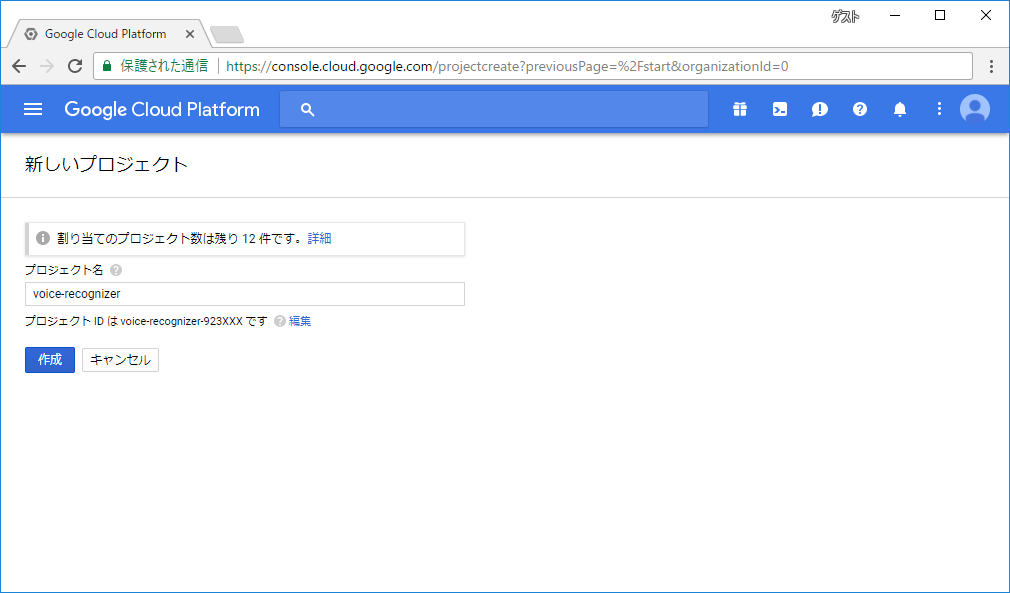 ゲスト
Google Cloud Platform
保護された通信 https://console.cloud.google.com/projectcreate?previousPage=%2Fstart&organizationId=0
Google Cloud Platform
新しいプロジェクト
割り当てのプロジェクト数は残り 12 件です。詳細
プロジェクト名
voice-recognizer
プロジェクト ID は voice-recognizer-923XXX です 編集
作成 キャンセル